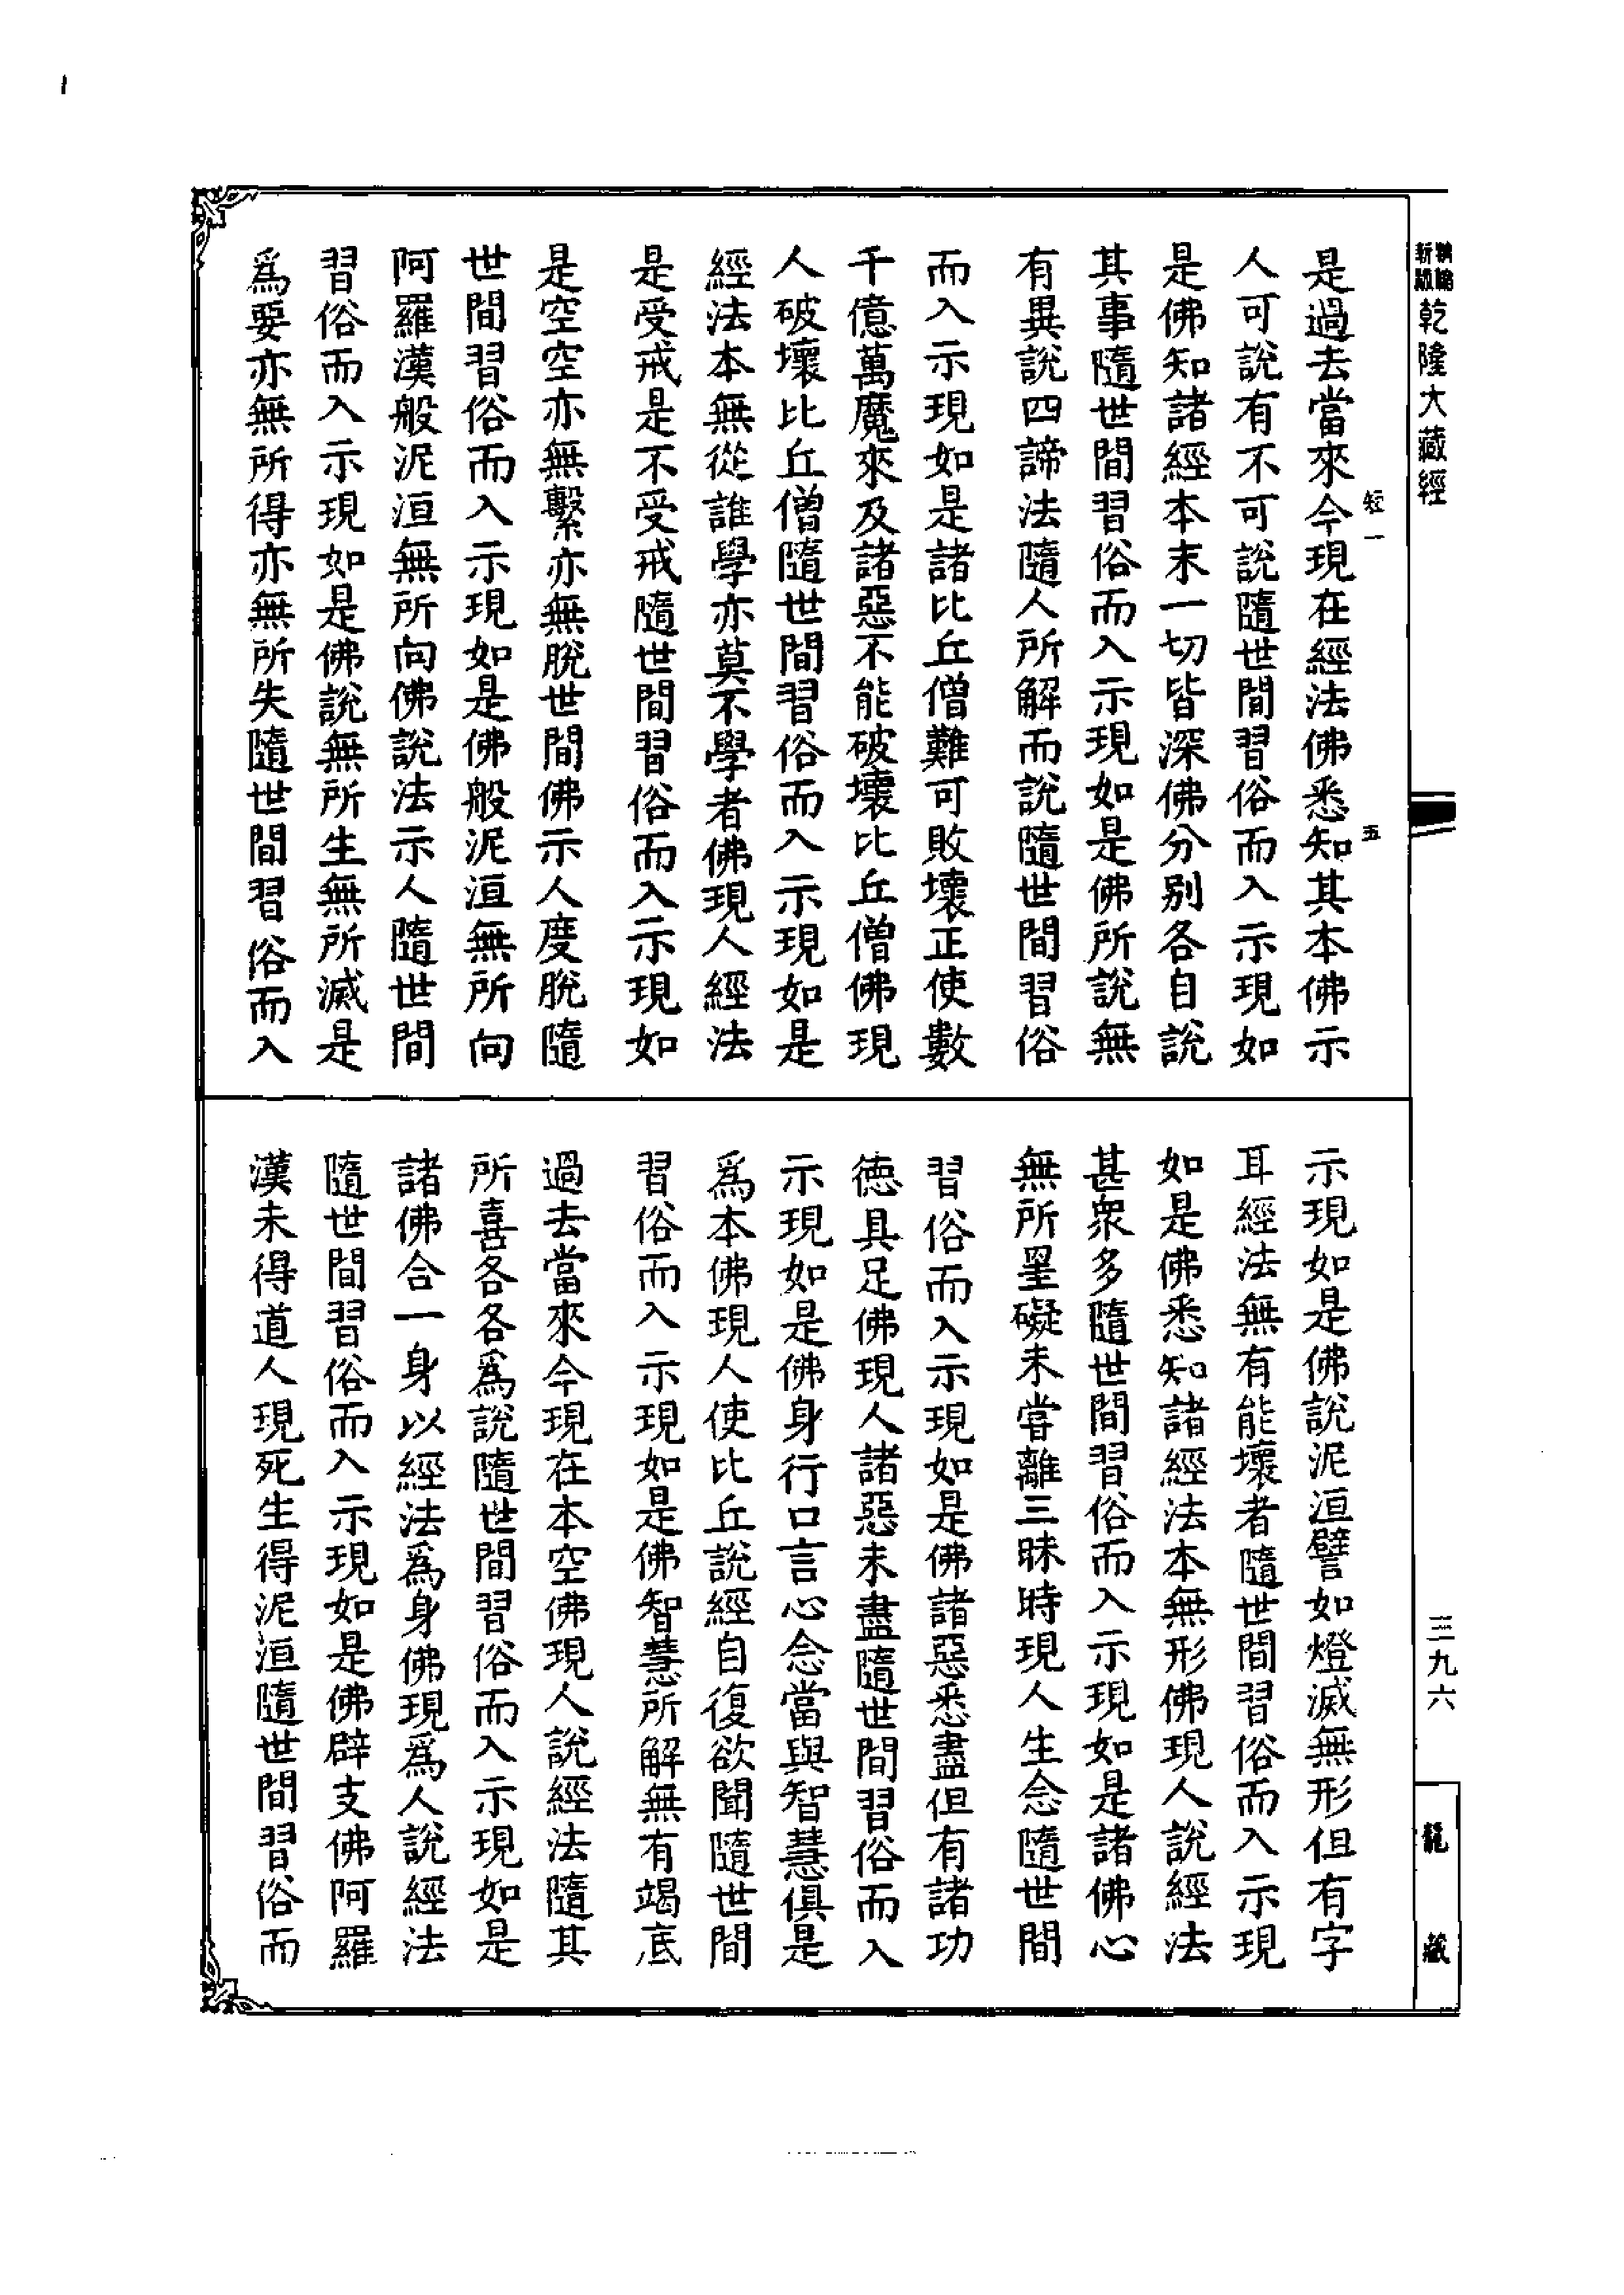 乾隆大藏經
短一
五
是過去當來今現在經法佛悉知其本佛示
人可說有不可說隨世間習俗而入示現如
是佛知諸經本末一切皆深佛分別各自說
其事隨世間習俗而入示現如是佛所說無
有異說四諦法隨人所解而說隨世間習俗
而入示現如是諸比丘僧難可敗壞正使數
千億萬魔來及諸惡不能破壞比丘僧佛現
人破壞比丘僧隨世間習俗而入示現如是
經法本無從誰學亦莫不學者佛現人經法
是受戒是不受戒隨世間習俗而入示現如
是空空亦無繫亦無脫世間佛示人度脫隨
世間習俗而入示現如是佛般泥洹無所向
阿羅漢般泥洹無所向佛說法示人隨世間
習俗而入示現如是佛說無所生無所滅是
爲要亦無所得亦無所失隨世間習俗而入
示現如是佛說泥洹譬如燈滅無形但有字
耳經法無有能壞者隨世間習俗而入示現
如是佛悉知諸經法本無形佛現人說經法
甚衆多隨世間習俗而入示現如是諸佛心
無所罣礙未嘗離三昧時現人生念隨世間
習俗而入示現如是佛諸惡悉盡但有諸功
德具足佛現人諸惡未盡隨世間習俗而入
示現如是佛身行口言心念當與智慧俱是
爲本佛現人使比丘說經自復欲聞隨世間
習俗而入示現如是佛智慧所解無有竭底
過去當來今現在本空佛現人說經法隨其
所喜各各爲說隨世間習俗而入示現如是
諸佛合一身以經法爲身佛現爲人說經法
隨世間習俗而入示現如是佛辟支佛阿羅
漢未得道人現死生得泥洹隨世間習俗而
三九六
龍藏